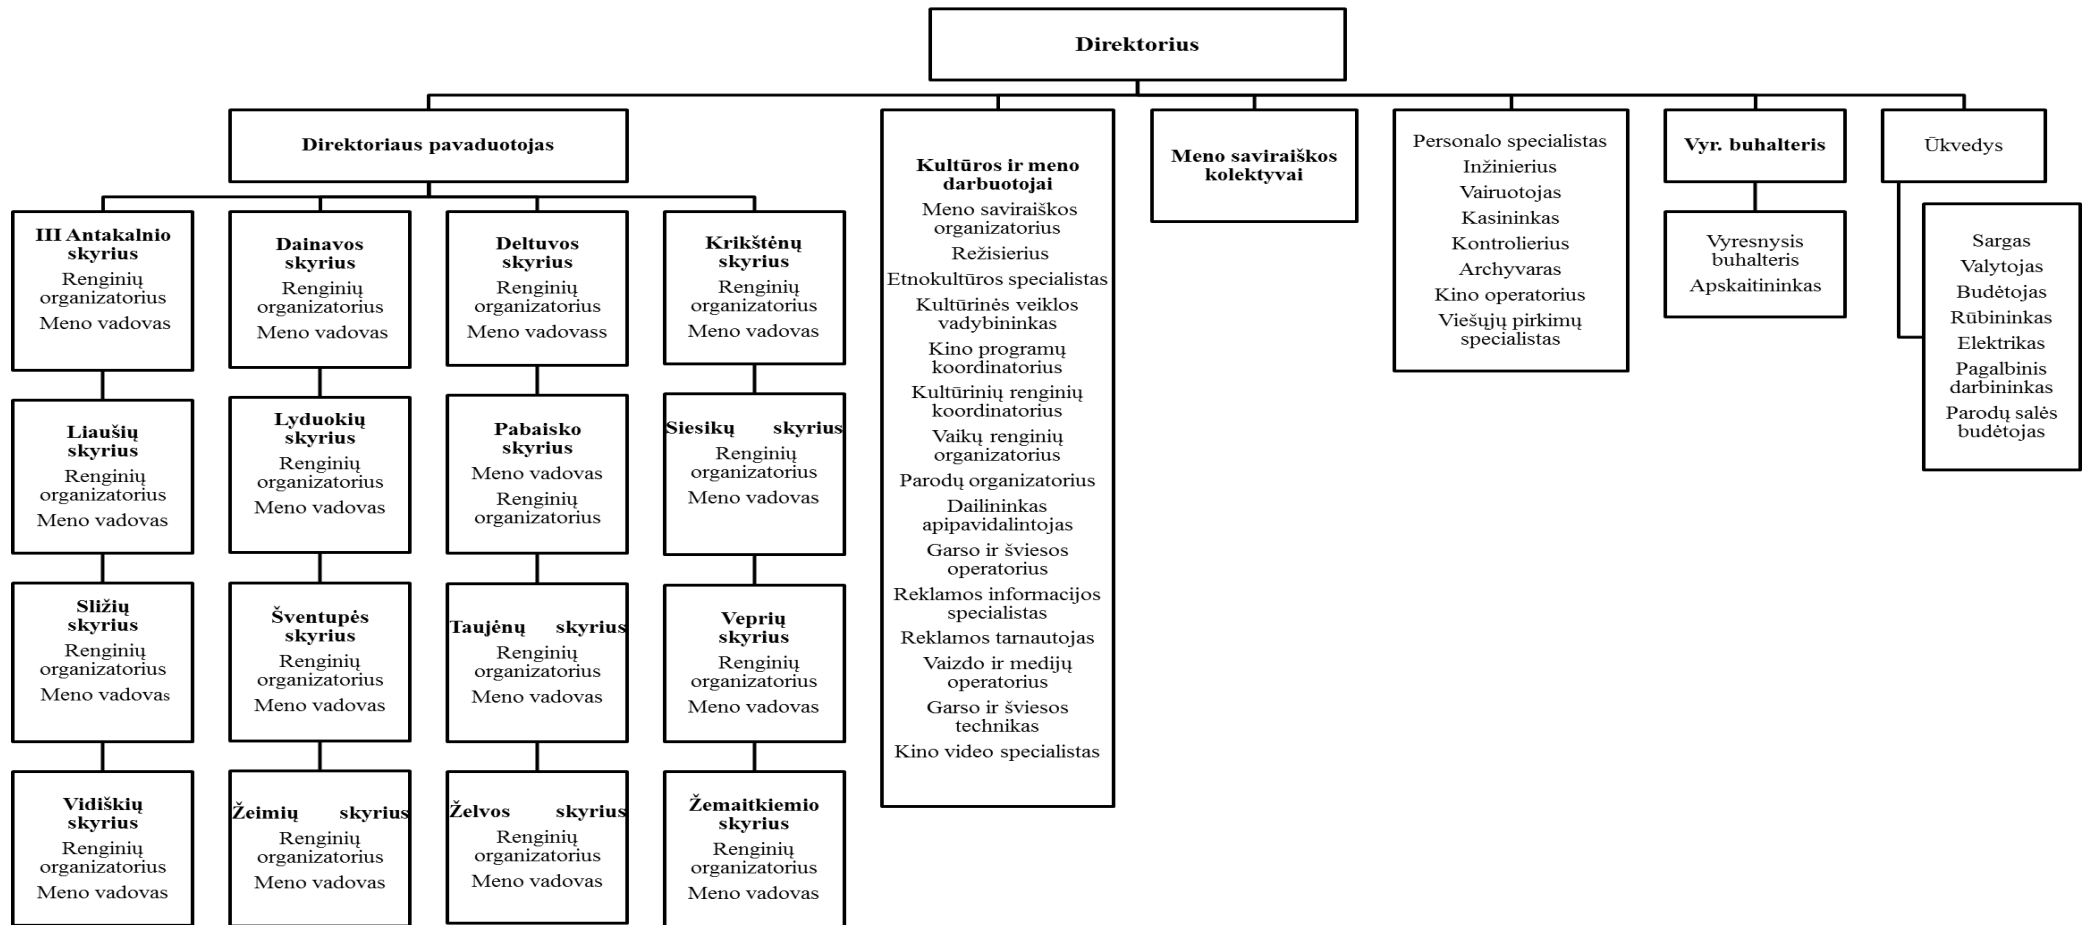 Direktorius
Direktoriaus pavaduotojas
III Antakalnio
skyrius
Renginių
organizatorius
Meno vadovas
Liaušių
skyrius
Renginių
organizatorius
Meno vadovas
Sližių
skyrius
Renginių
organizatorius
Meno vadovas
Vidiškių
skyrius
Renginių
organizatorius
Meno vadovas
Dainavos
skyrius
Renginių
organizatorius
Meno vadovas
Lyduokių
skyrius
Renginių
organizatorius
Meno vadovas
Šventupės
skyrius
Renginių
organizatorius
Meno vadovas
Žeimių skyrius
Renginių
organizatorius
Meno vadovas
Deltuvos
skyrius
Renginių
organizatorius
Meno vadovass
Pabaisko
skyrius
Meno vadovas
Renginių
organizatorius
Taujėnų skyrius
Renginių
organizatorius
Meno vadovas
Želvos skyrius
Renginių
organizatorius
Meno vadovas
Krikštėnų
skyrius
Renginių
organizatorius
Meno vadovas
Siesikų skyrius
Renginių
organizatorius
Meno vadovas
Veprių
skyrius
Renginių
organizatorius
Meno vadovas
Žemaitkiemio
skyrius
Renginių
organizatorius
Meno vadovas
Kultūros ir meno
darbuotojai
Meno saviraiškos
organizatorius
Režisierius
Etnokultūros specialistas
Kultūrinės veiklos
vadybininkas
Kino programų
koordinatorius
Kultūrinių renginių
koordinatorius
Vaikų renginių
organizatorius
Parodų organizatorius
Dailininkas
apipavidalintojas
Garso ir šviesos
operatorius
Reklamos informacijos
specialistas
Reklamos tarnautojas
Vaizdo ir medijų
operatorius
Garso ir šviesos
technikas
Kino video specialistas
Meno saviraiškos
kolektyvai
Personalo specialistas
Inžinierius
Vairuotojas
Kasininkas
Kontrolierius
Archyvaras
Kino operatorius
Viešųjų pirkimų
specialistas
Vyr. buhalteris
Vyresnysis
buhalteris
Apskaitininkas
Ūkvedys
Sargas
Valytojas
Budėtojas
Rūbininkas
Elektrikas
Pagalbinis
darbininkas
Parodų salės
budėtojas